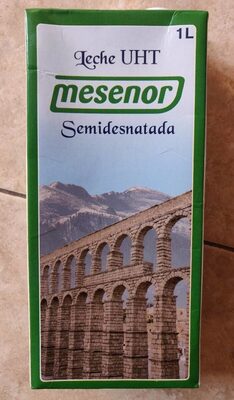 1L
Leche UHT
mesenor
Semidesnatada